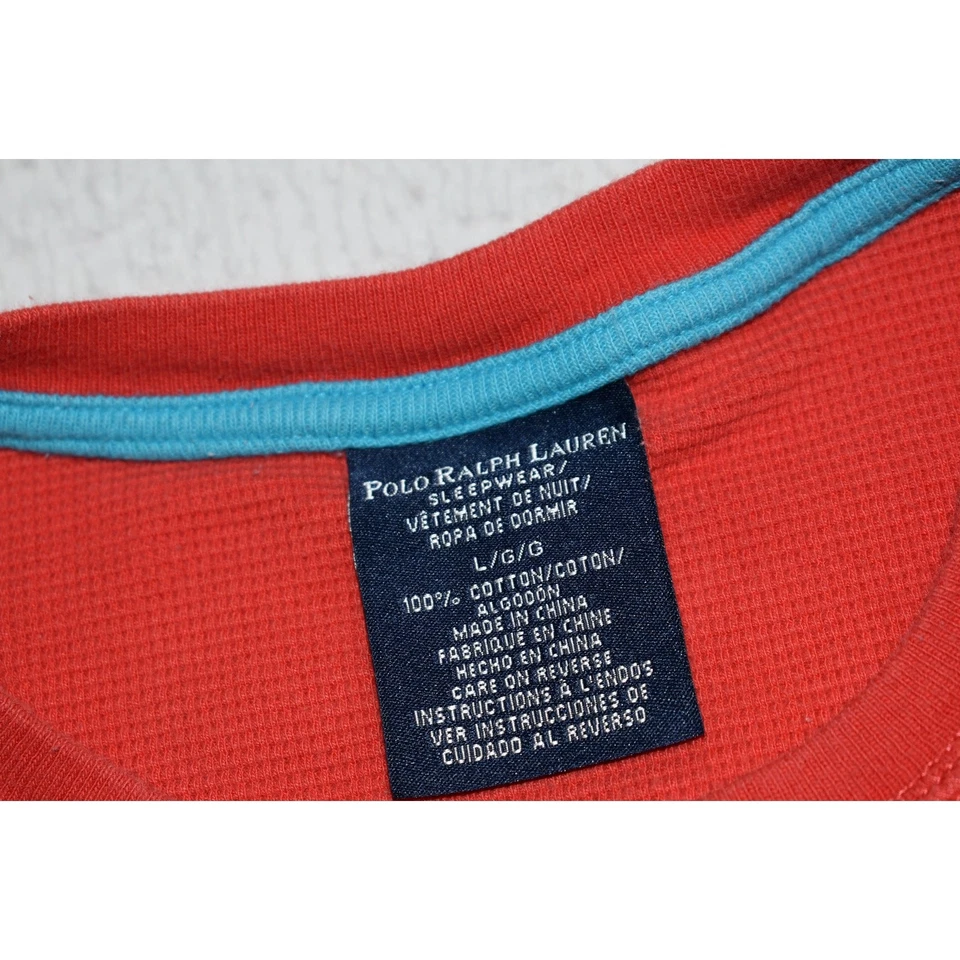 POLO RALPH LAUREN
SLEEPWEAR/
VÊTEMENT DE NUIT/
ROPA DE DORMIR
L/G/G
100% COTTON/COTON/
ALGODÓN
MADE IN CHINA
FABRIQUE EN CHINE
HECHO EN CHINA
CARE ON REVERSE
INSTRUCTIONS À L'ENDOS
VER INSTRUCCIONES DE
CUIDADO AL REVERSO